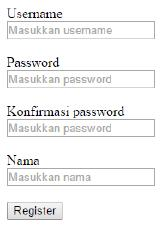 Username
Masukkan username
Password
Masukkan password
Konfirmasi password
Masukkan password
Nama
Masukkan nama
Register